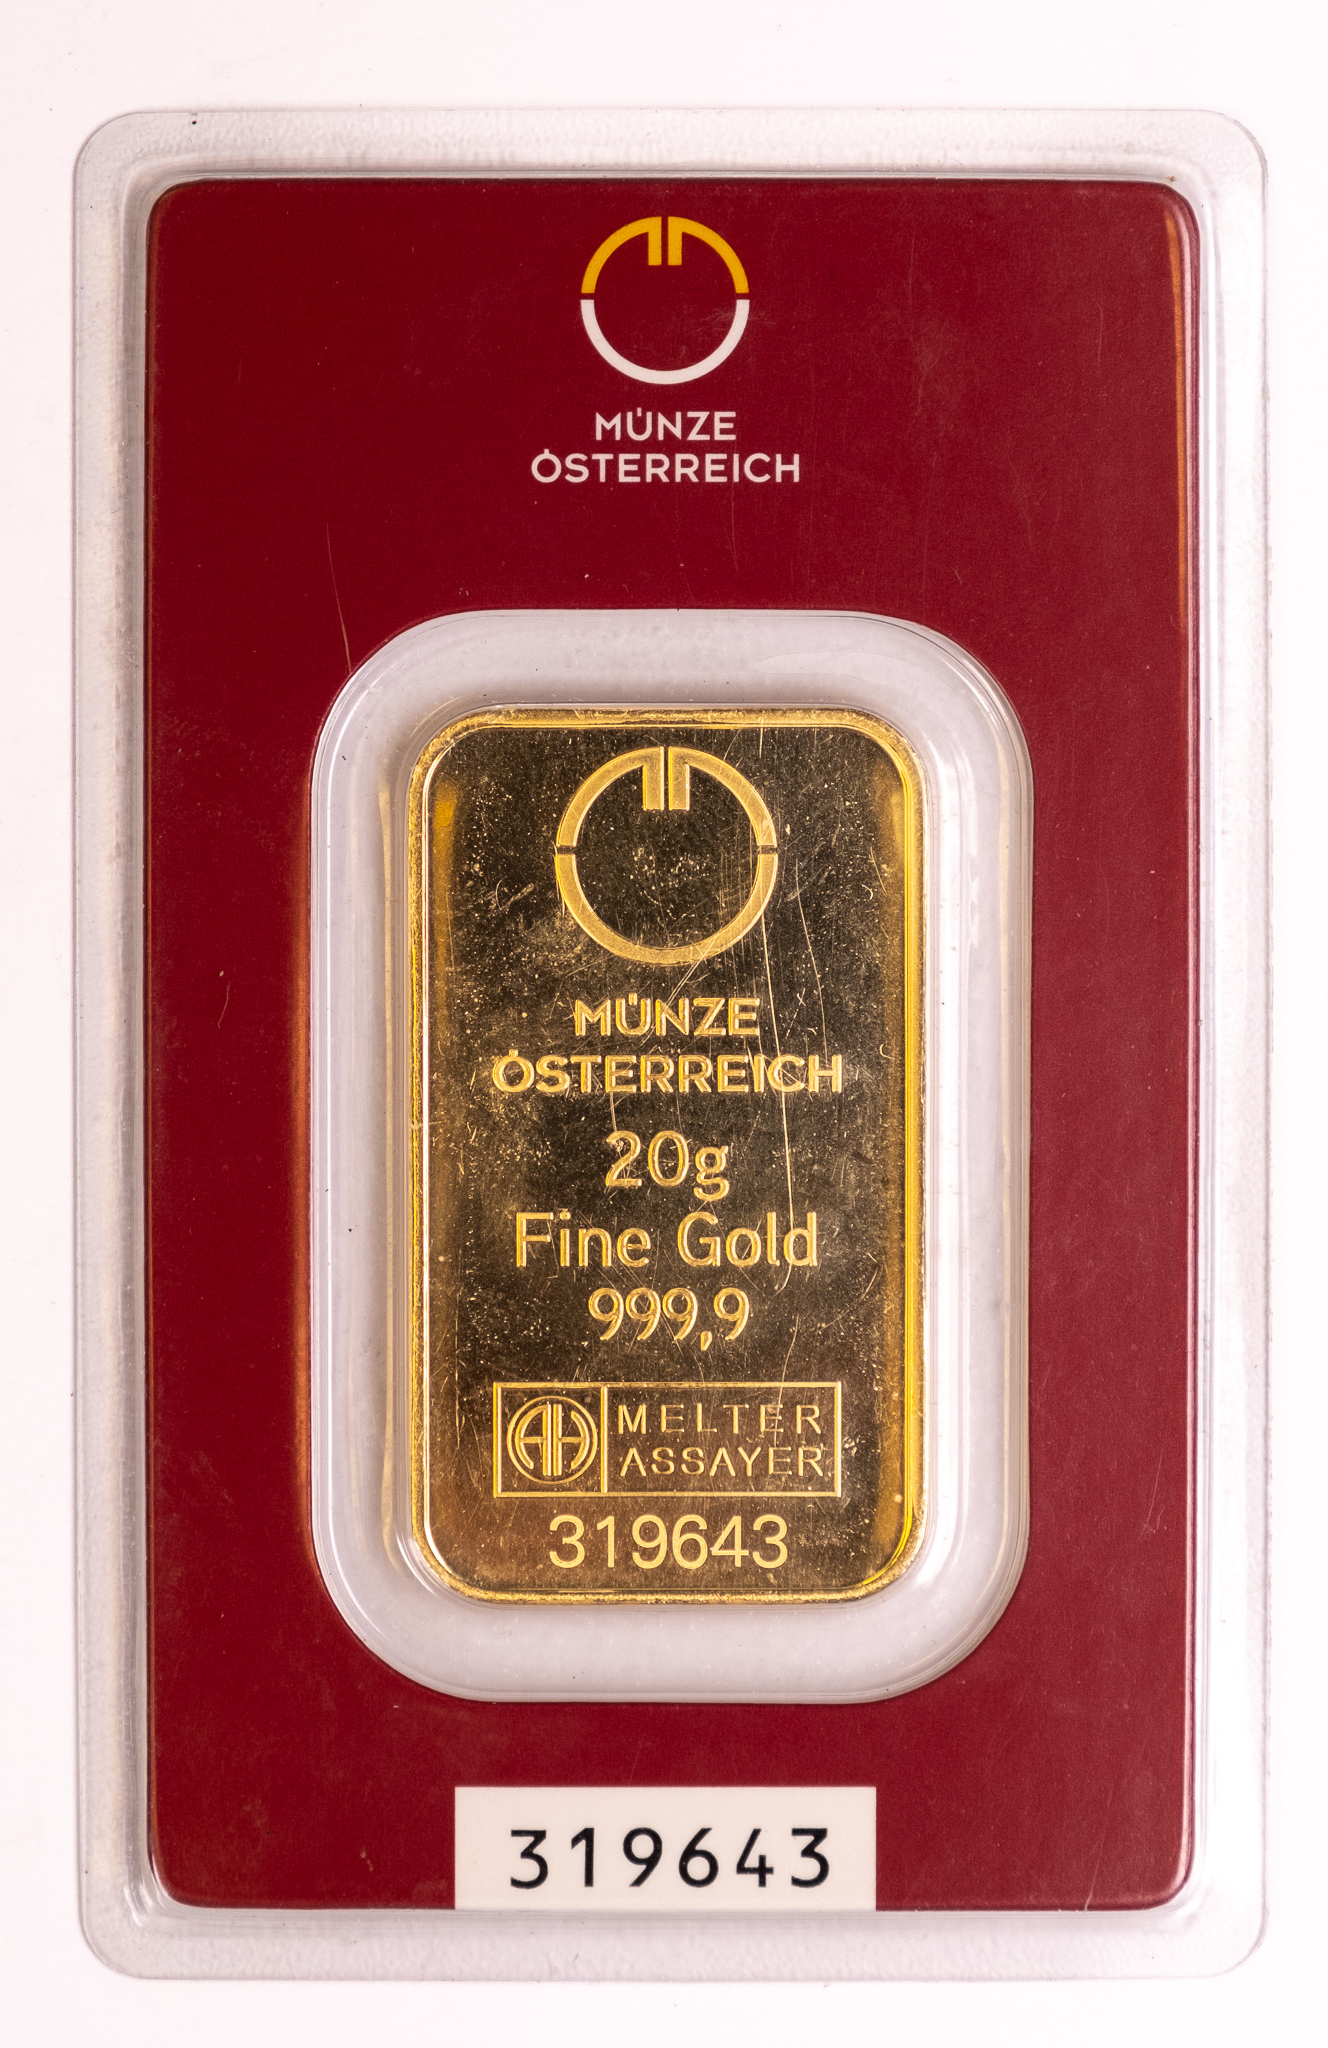 MÜNZE
ÖSTERREICH
MÜNZE
ÖSTERREICH
20g
Fine Gold
999,9
MELTER
ASSAYER
319643
319643